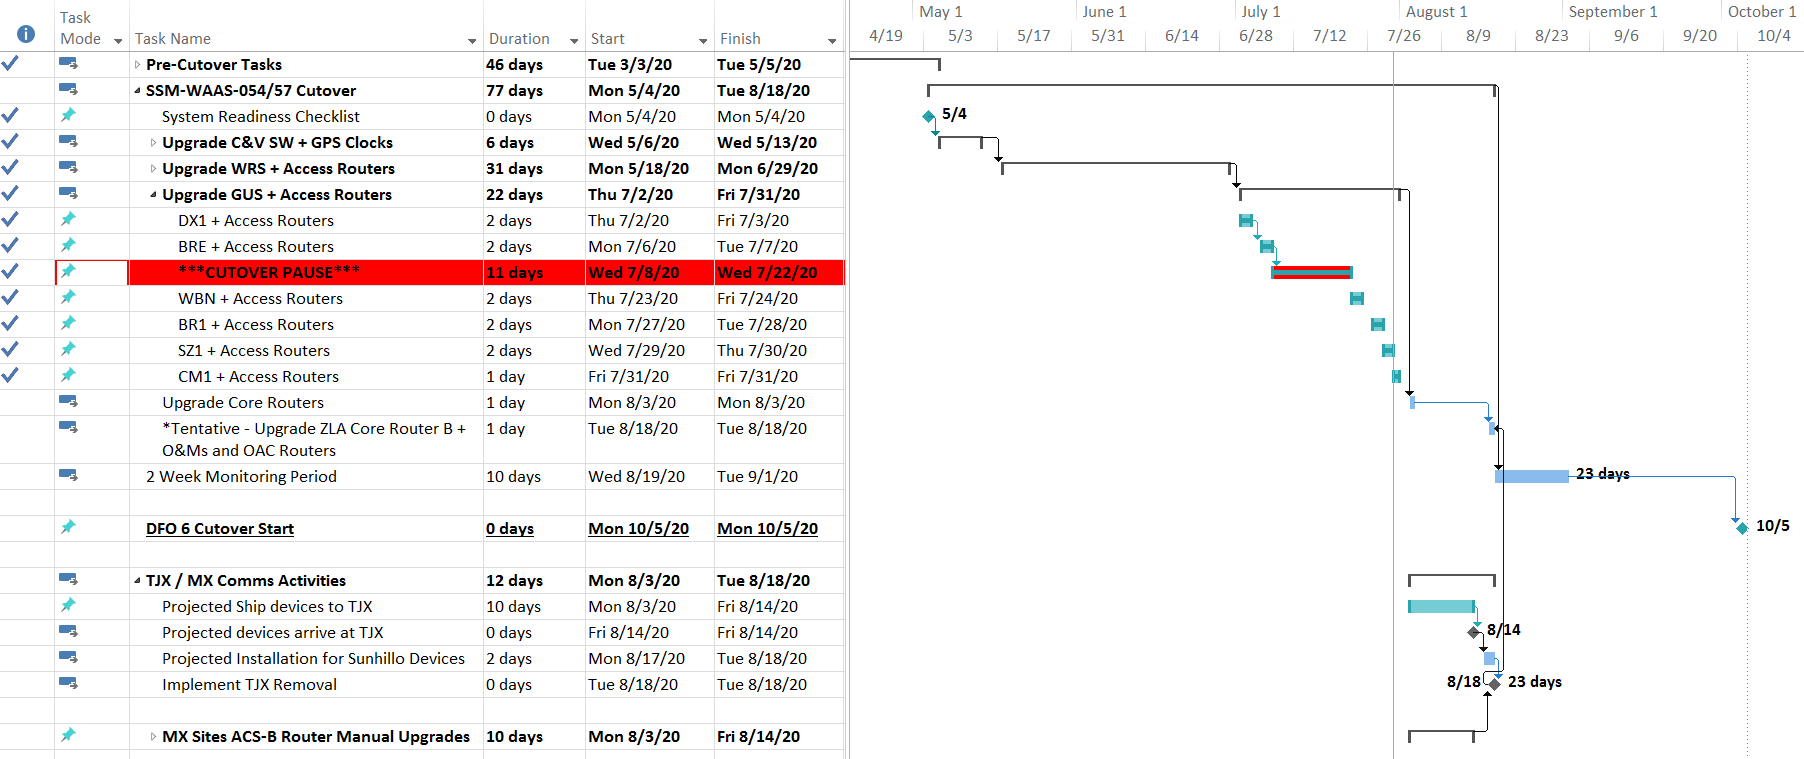 Task Mode Task Name Duration Start Finish
May 1 June 1 July 1 August 1 September 1 October 1
4/19 5/3 5/17 5/31 6/14 6/28 7/12 7/26 8/9 8/23 9/6 9/20 10/4
Pre-Cutover Tasks 46 days Tue 3/3/20 Tue 5/5/20
SSM-WAAS-054/57 Cutover 77 days Mon 5/4/20 Tue 8/18/20
System Readiness Checklist 0 days Mon 5/4/20 Mon 5/4/20 5/4
Upgrade C&V SW + GPS Clocks 6 days Wed 5/6/20 Wed 5/13/20
Upgrade WRS + Access Routers 31 days Mon 5/18/20 Mon 6/29/20
Upgrade GUS + Access Routers 22 days Thu 7/2/20 Fri 7/31/20
DX1 + Access Routers 2 days Thu 7/2/20 Fri 7/3/20
BRE + Access Routers 2 days Mon 7/6/20 Tue 7/7/20
***CUTOVER PAUSE*** 11 days Wed 7/8/20 Wed 7/22/20
WBN + Access Routers 2 days Thu 7/23/20 Fri 7/24/20
BR1 + Access Routers 2 days Mon 7/27/20 Tue 7/28/20
SZ1 + Access Routers 2 days Wed 7/29/20 Thu 7/30/20
CM1 + Access Routers 1 day Fri 7/31/20 Fri 7/31/20
Upgrade Core Routers 1 day Mon 8/3/20 Mon 8/3/20
*Tentative - Upgrade ZLA Core Router B + 1 day Tue 8/18/20 Tue 8/18/20
O&Ms and OAC Routers
2 Week Monitoring Period 10 days Wed 8/19/20 Tue 9/1/20 23 days
DFO 6 Cutover Start 0 days Mon 10/5/20 Mon 10/5/20 10/5
TJX / MX Comms Activities 12 days Mon 8/3/20 Tue 8/18/20
Projected Ship devices to TJX 10 days Mon 8/3/20 Fri 8/14/20
Projected devices arrive at TJX 0 days Fri 8/14/20 Fri 8/14/20 8/14
Projected Installation for Sunhillo Devices 2 days Mon 8/17/20 Tue 8/18/20
Implement TJX Removal 0 days Tue 8/18/20 Tue 8/18/20 8/18 23 days
MX Sites ACS-B Router Manual Upgrades 10 days Mon 8/3/20 Fri 8/14/20